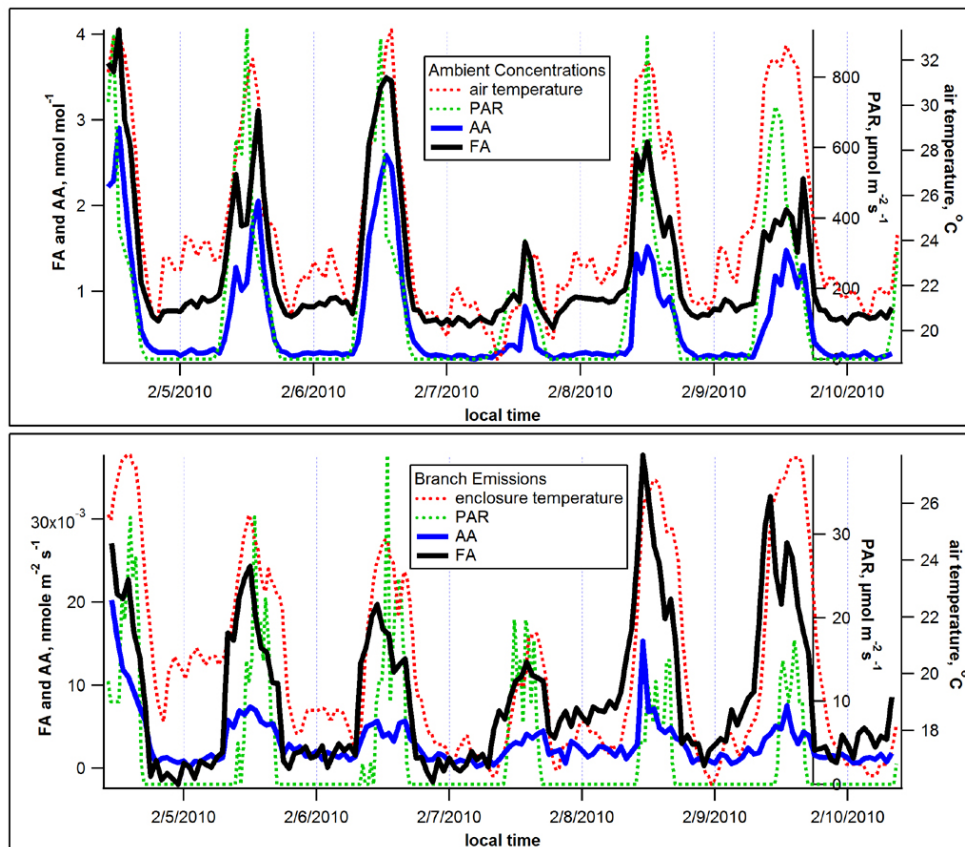 4
3
2
1
FA and AA, nmol mol-1
Ambient Concentrations
air temperature
PAR
AA
FA
800
600
400
200
0
PAR, µmol m-2 s-1
32
30
28
26
24
22
20
air temperature, °C
2/5/2010
2/6/2010
2/7/2010
2/8/2010
2/9/2010
2/10/2010
local time
30x10-3
20
10
0
FA and AA, nmole m-2 s-1
Branch Emissions
enclosure temperature
PAR
AA
FA
30
20
10
0
PAR, µmol m-2 s-1
26
24
22
20
18
air temperature, °C
2/5/2010
2/6/2010
2/7/2010
2/8/2010
2/9/2010
2/10/2010
local time